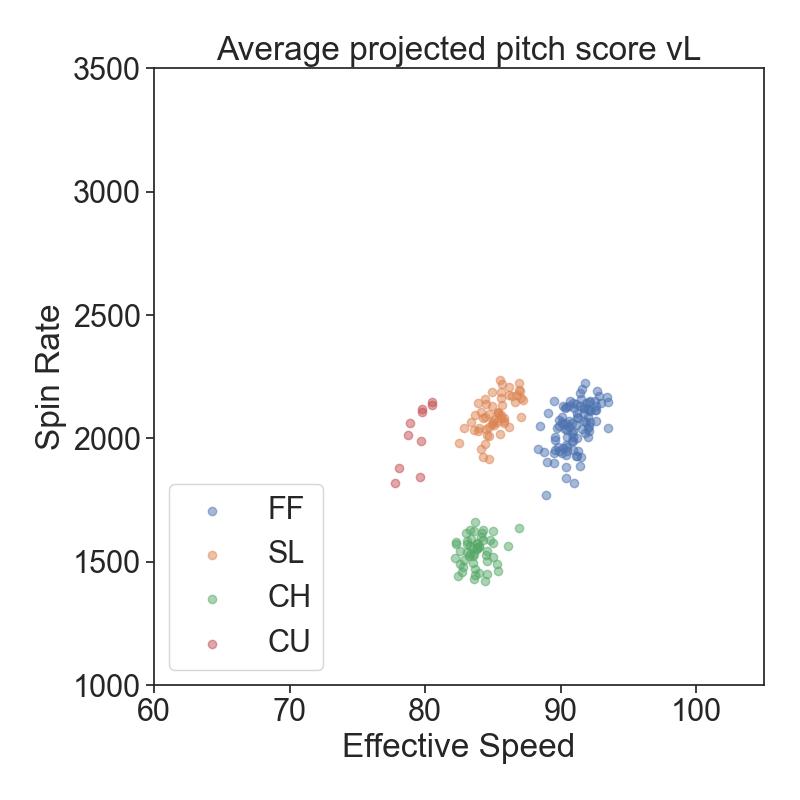 Average projected pitch score vL
3500
3000
2500
2000
1500
1000
Spin Rate
FF
SL
CH
CU
60 70 80 90 100
Effective Speed